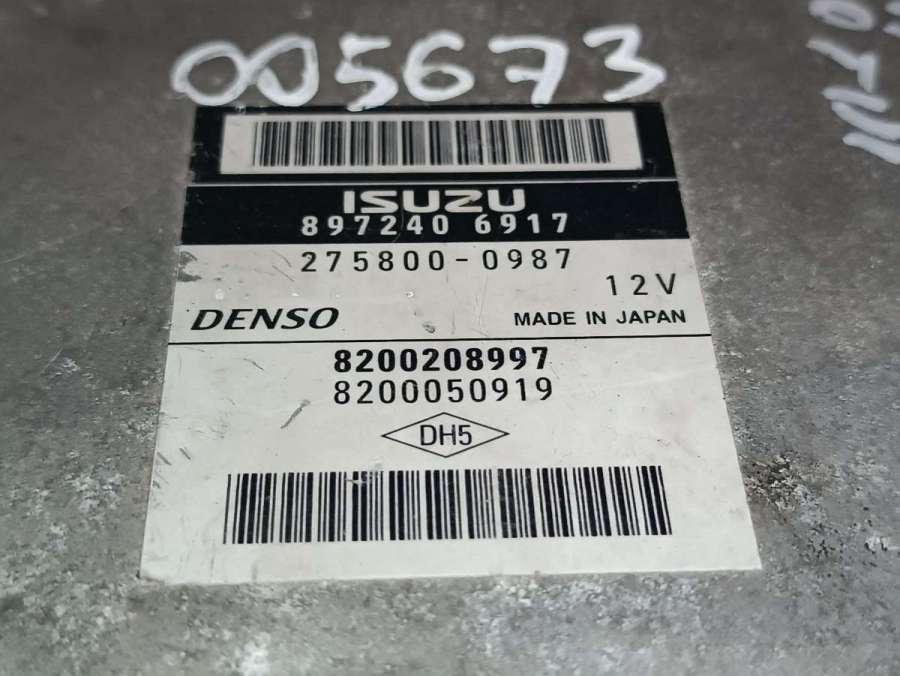 005673
ISUZU
897240 6917
275800-0987
12V
DENSO MADE IN JAPAN
8200208997
8200050919
DH5